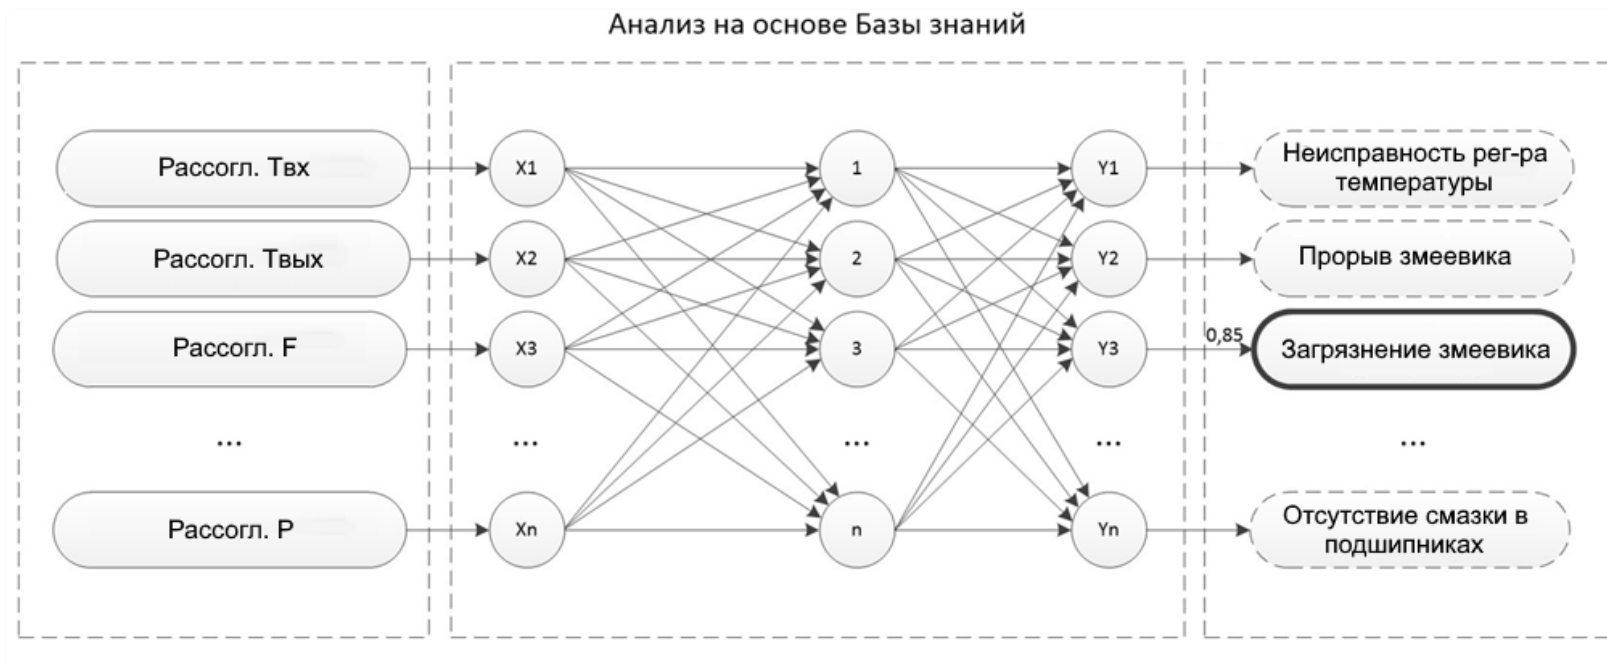 Анализ на основе Базы знаний
Рассогл. Твх
X1
1
Y1
Неисправность рег-ра
температуры
Рассогл. Твых
X2
2
Y2
Прорыв змеевика
Рассогл. F
X3
3
Y3
0,85
Загрязнение змеевика
...
...
...
...
...
Рассогл. P
Xn
n
Yn
Отсутствие смазки в
подшипниках